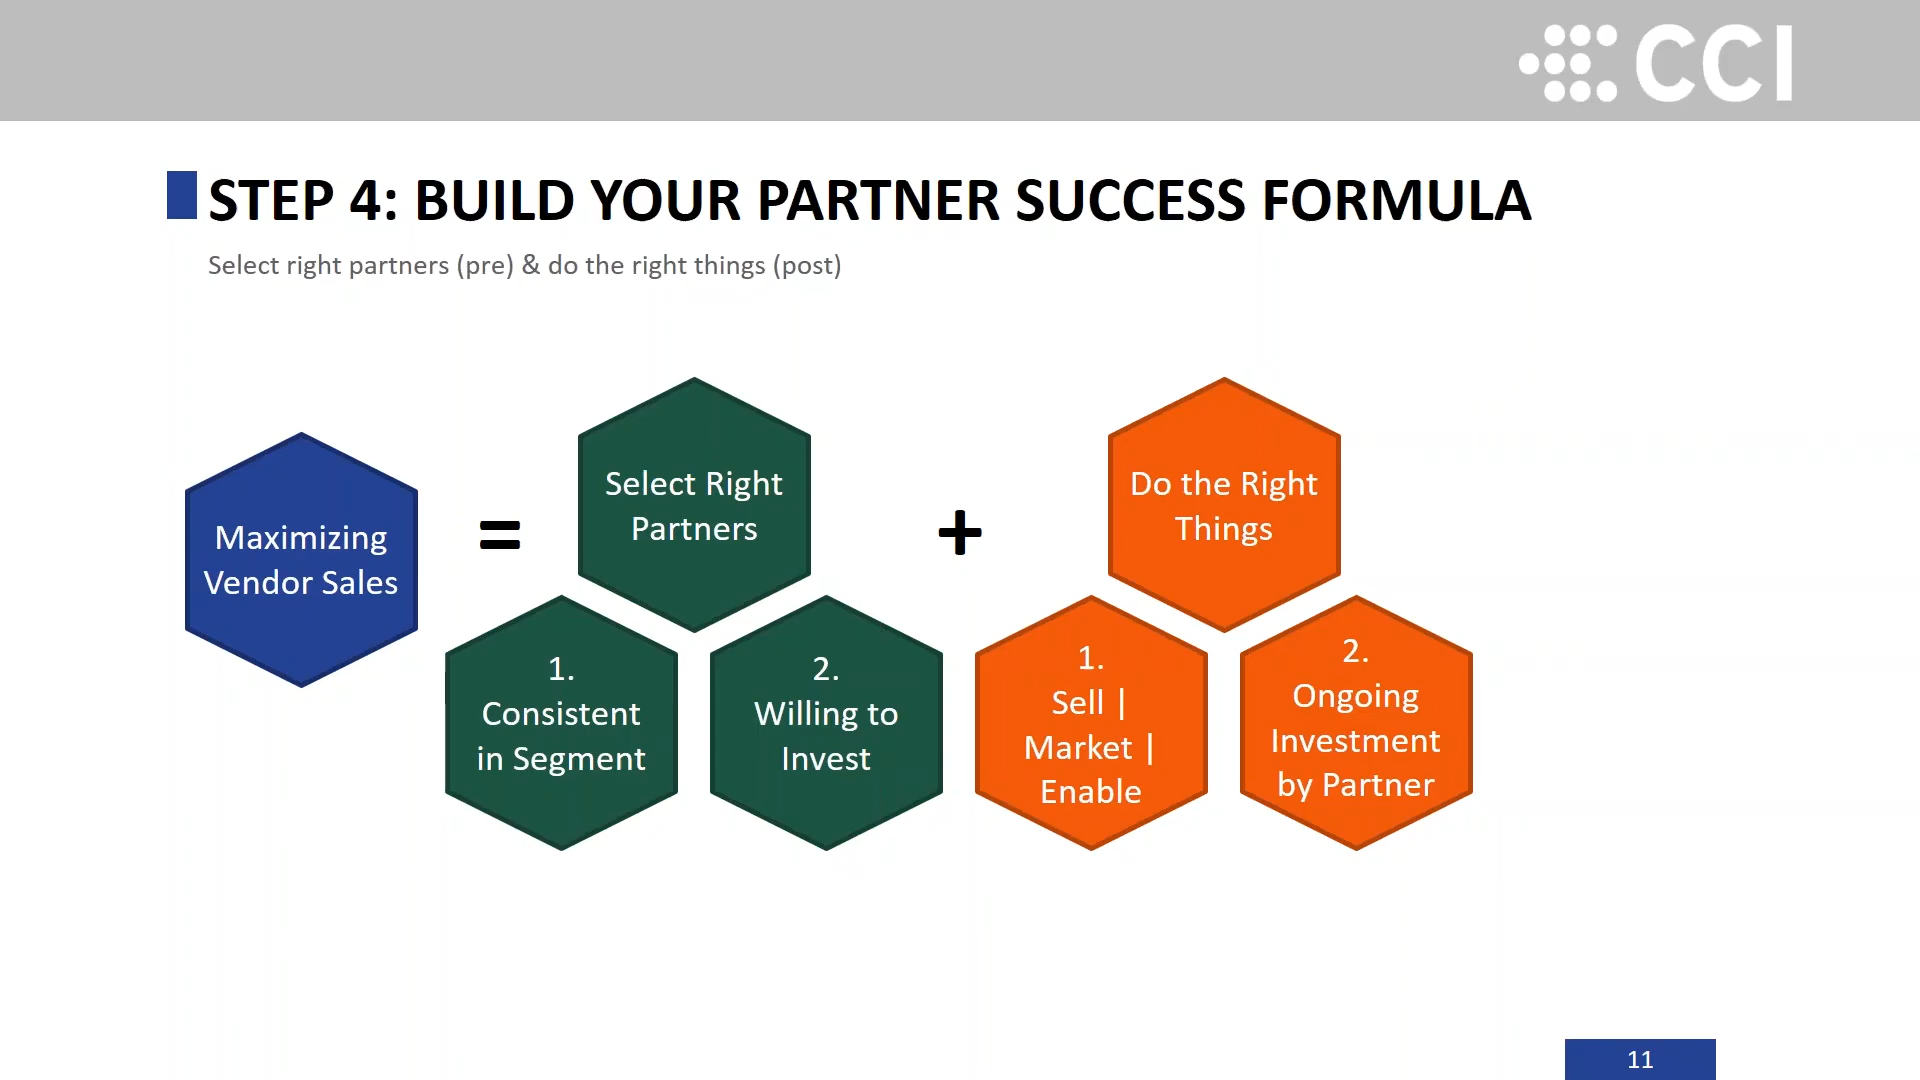 CCI
STEP 4: BUILD YOUR PARTNER SUCCESS FORMULA
Select right partners (pre) & do the right things (post)
Maximizing
Vendor Sales
=
Select Right
Partners
1.
Consistent
in Segment
2.
Willing to
Invest
+
Do the Right
Things
1.
Sell |
Market |
Enable
2.
Ongoing
Investment
by Partner
11